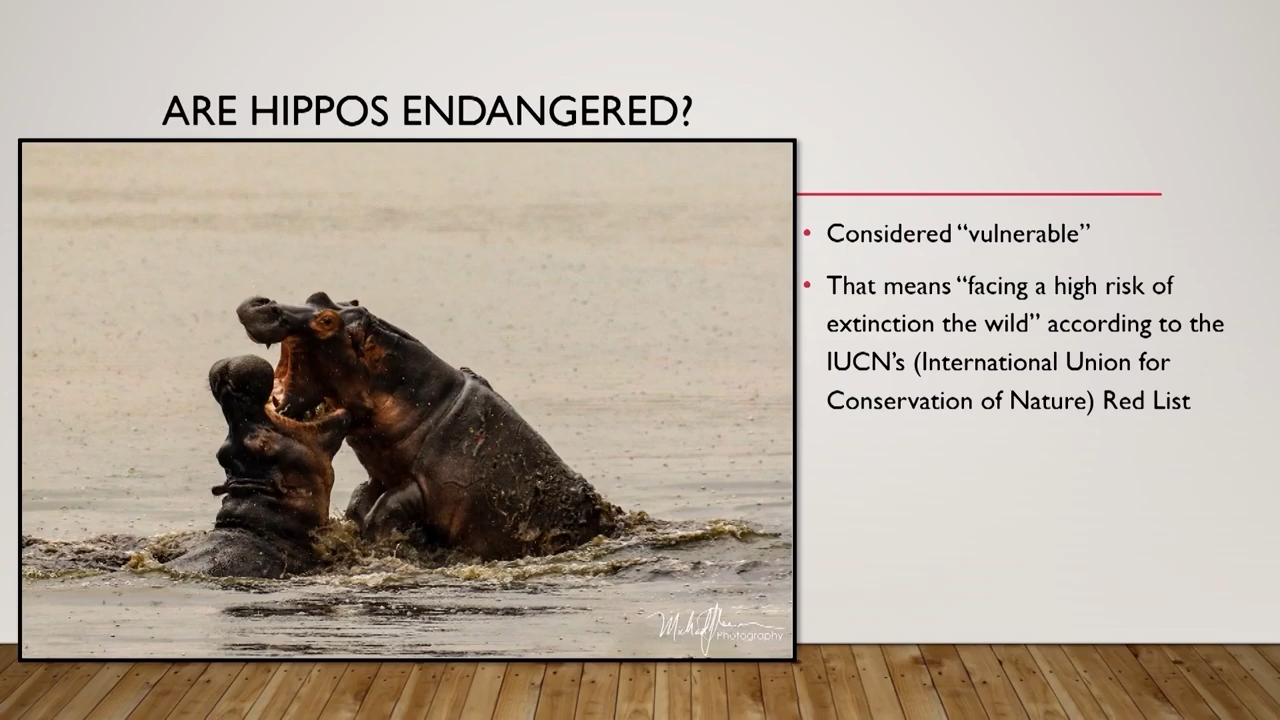 ARE HIPPOS ENDANGERED?
• Considered “vulnerable”
• That means “facing a high risk of
extinction the wild” according to the
IUCN’s (International Union for
Conservation of Nature) Red List
Photography